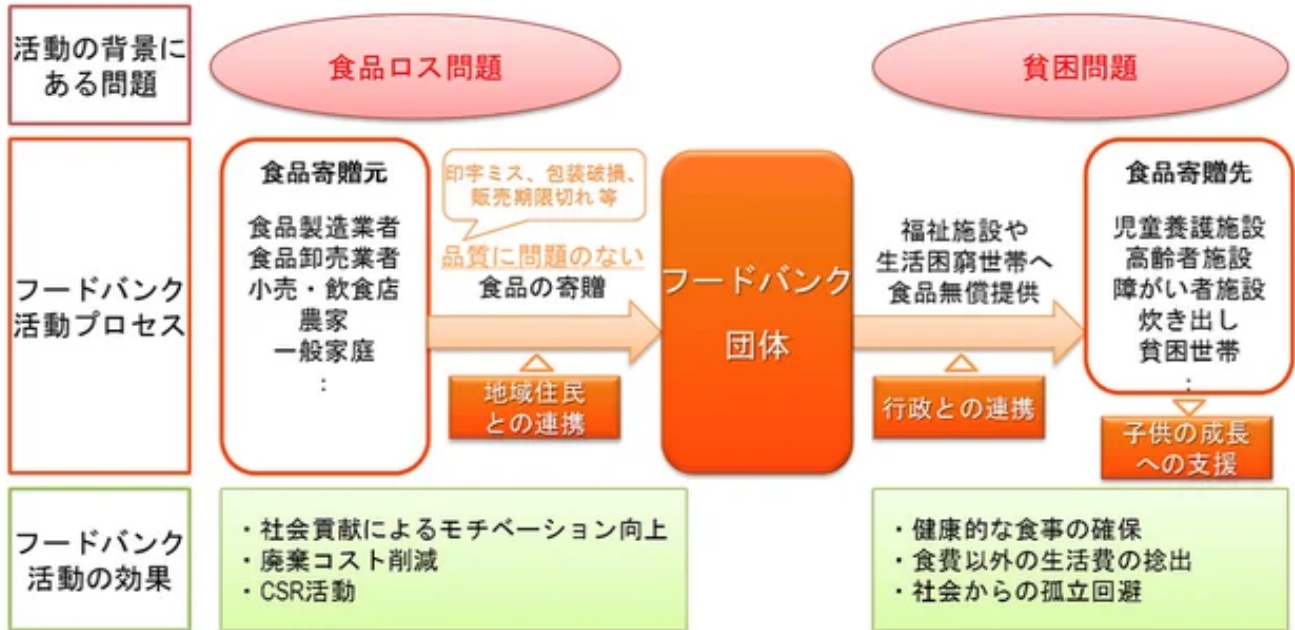 活動の背景に
ある問題
食品ロス問題
貧困問題
フードバンク
活動プロセス
食品寄贈元
食品製造業者
食品卸売業者
小売・飲食店
農家
一般家庭
:
印字ミス、包装破損、
販売期限切れ 等
品質に問題のない
食品の寄贈
地域住民
との連携
フードバンク
団体
福祉施設や
生活困窮世帯へ
食品無償提供
行政との連携
食品寄贈先
児童養護施設
高齢者施設
障がい者施設
炊き出し
貧困世帯
:
子供の成長
への支援
フードバンク
活動の効果
・社会貢献によるモチベーション向上
・廃棄コスト削減
・CSR活動
・健康的な食事の確保
・食費以外の生活費の捻出
・社会からの孤立回避